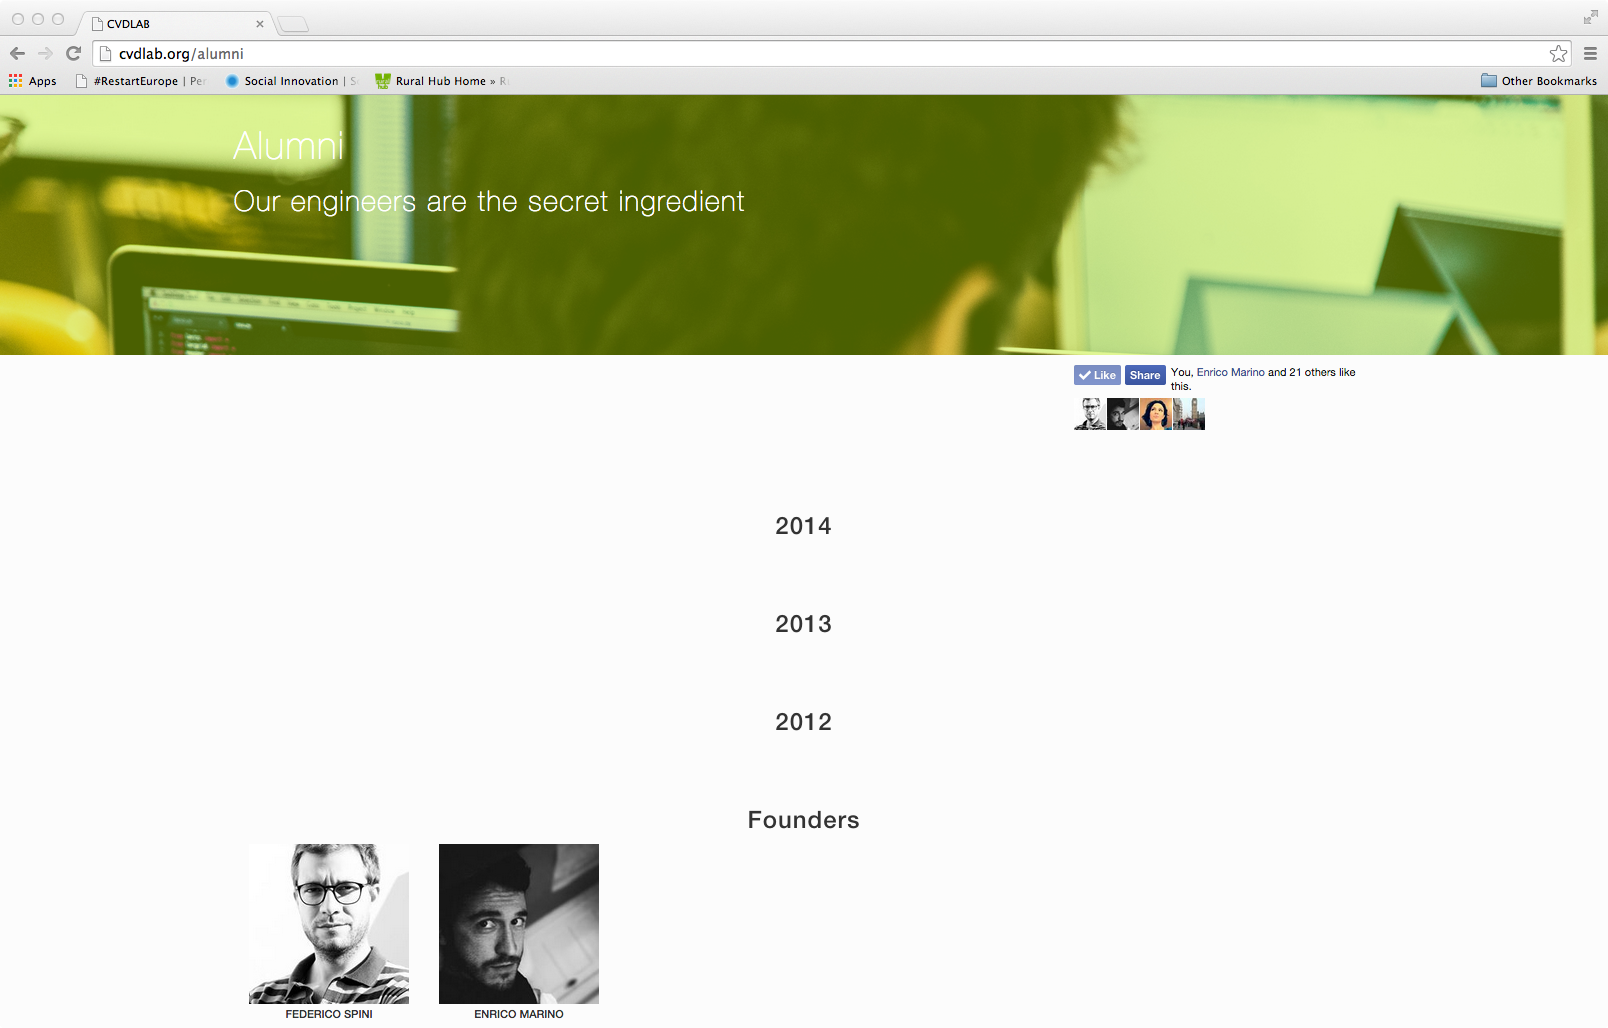 CVDLAB
cvdlab.org/alumni
Apps
#RestartEurope | Per
Social Innovation | S
Rural Hub Home » R
Other Bookmarks
Alumni
Our engineers are the secret ingredient
Like
Share
You, Enrico Marino and 21 others like
this.
2014
2013
2012
Founders
FEDERICO SPINI
ENRICO MARINO